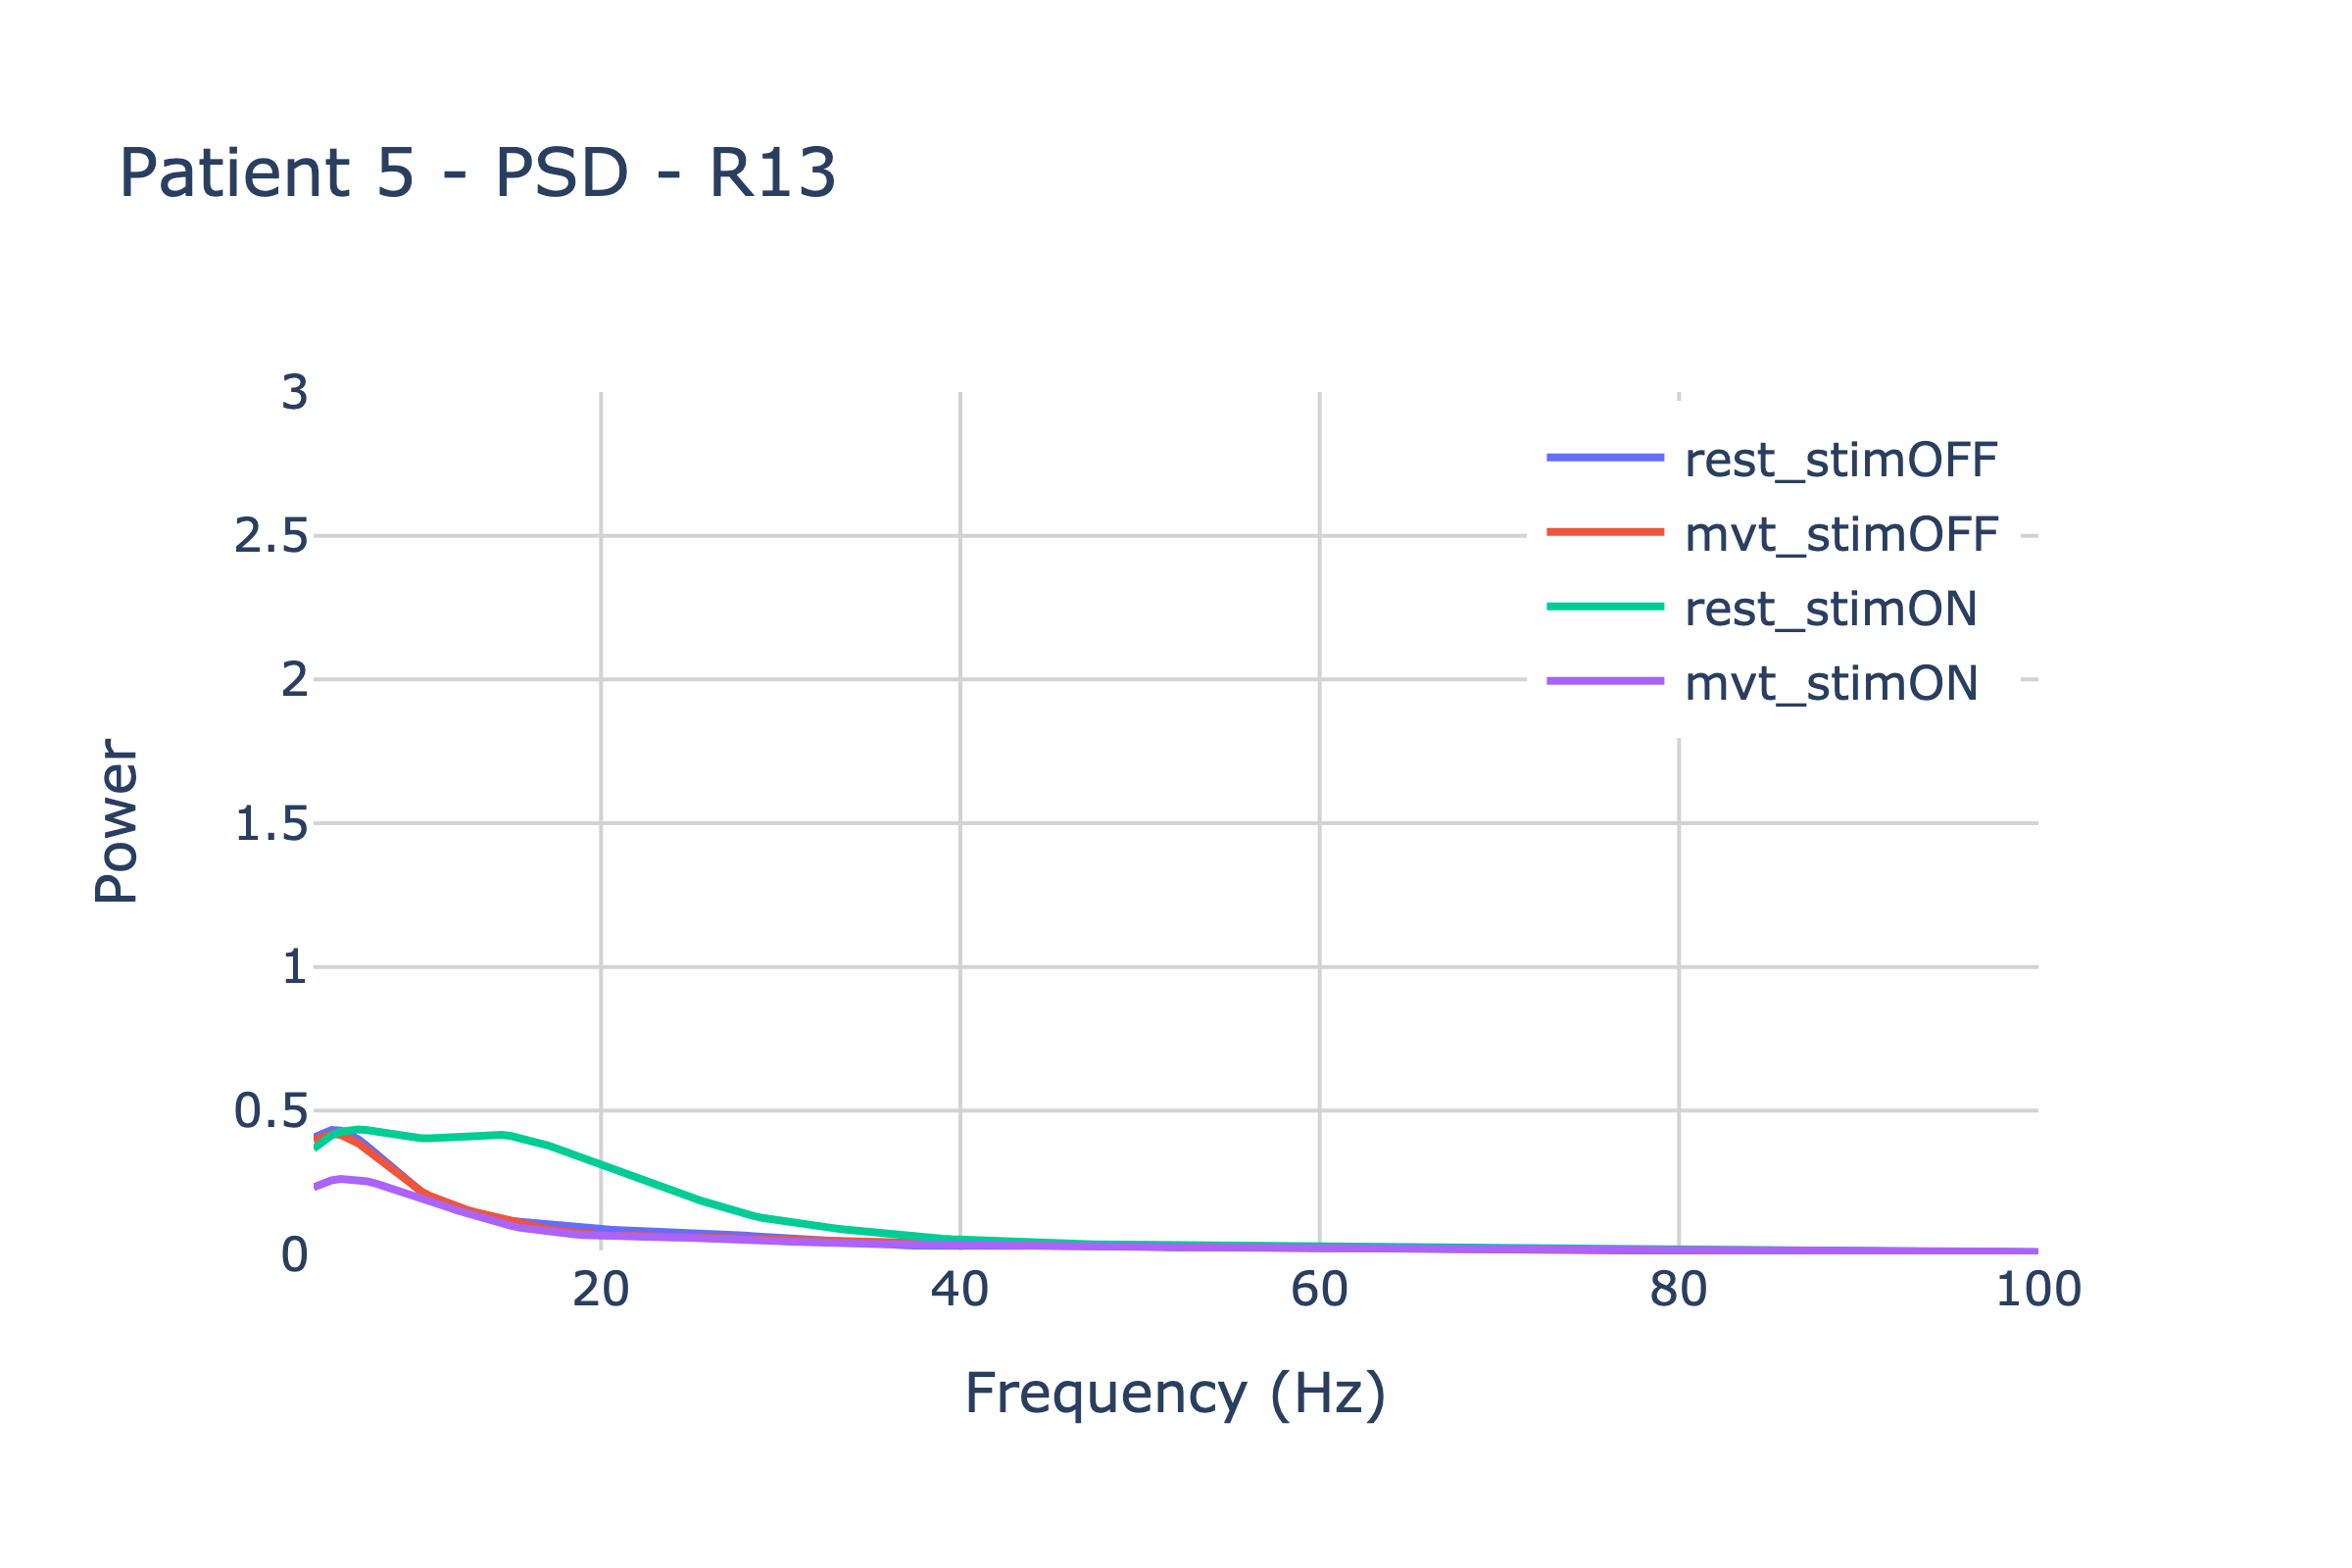 Patient 5 - PSD - R13
3
2.5
2
1.5
1
0.5
0
Power
rest_stimOFF
mvt_stimOFF
rest_stimON
mvt_stimON
20 40 60 80 100
Frequency (Hz)